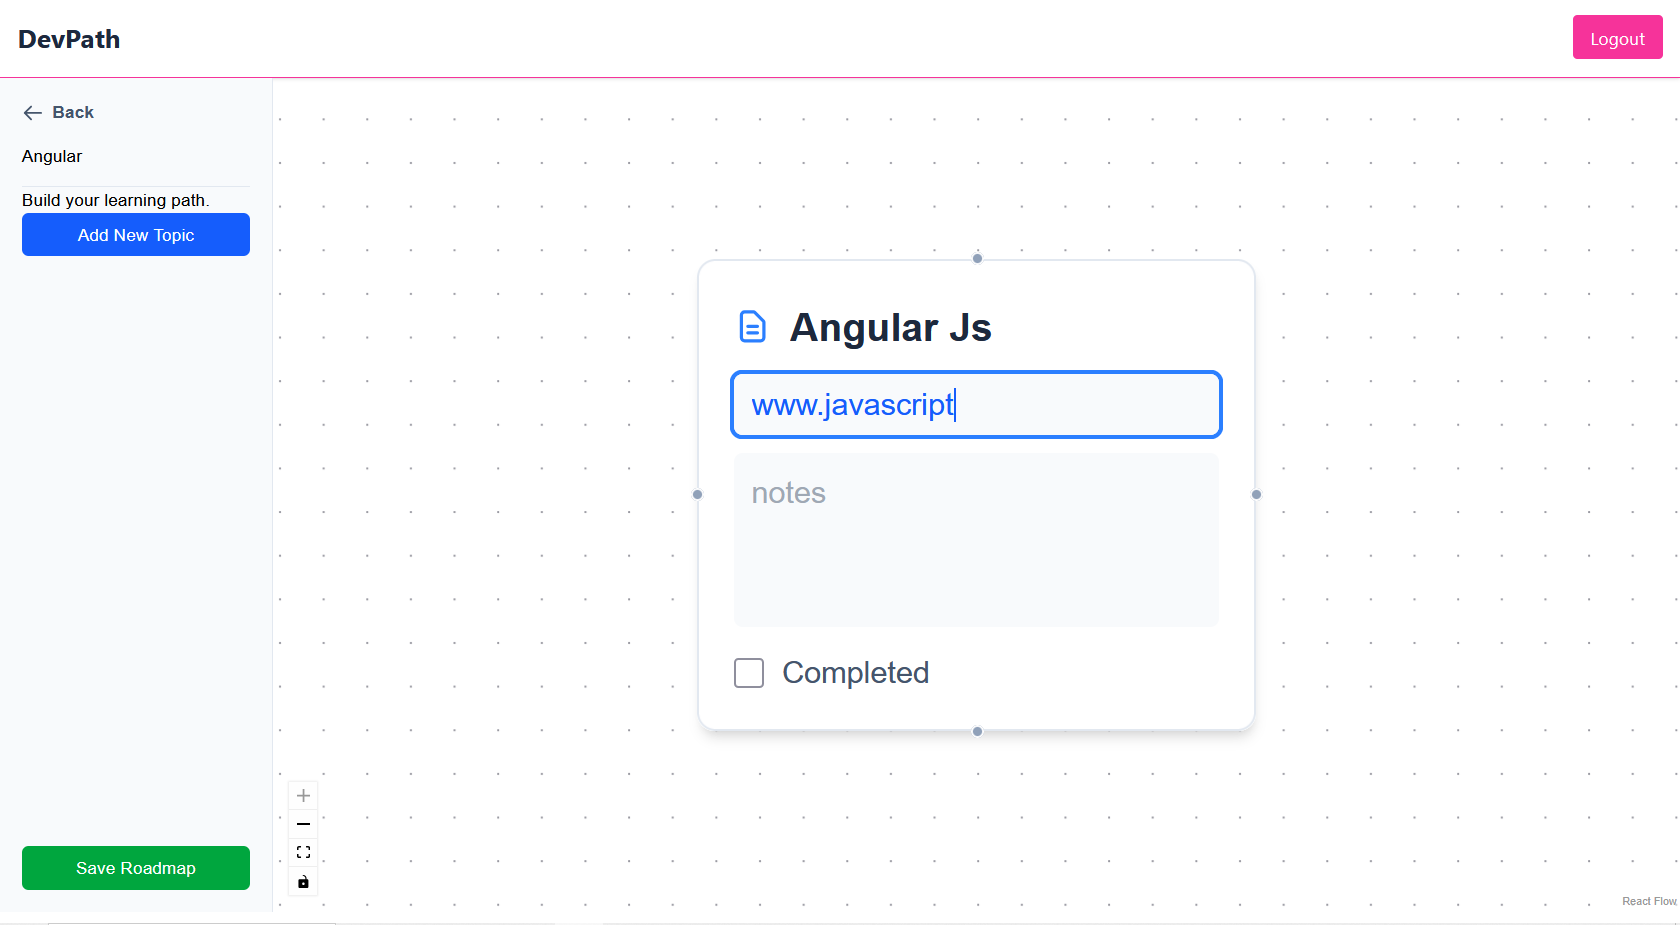 DevPath
Logout
Back
Angular
Build your learning path.
Add New Topic
Angular Js
www.javascript
notes
Completed
Save Roadmap
React Flow